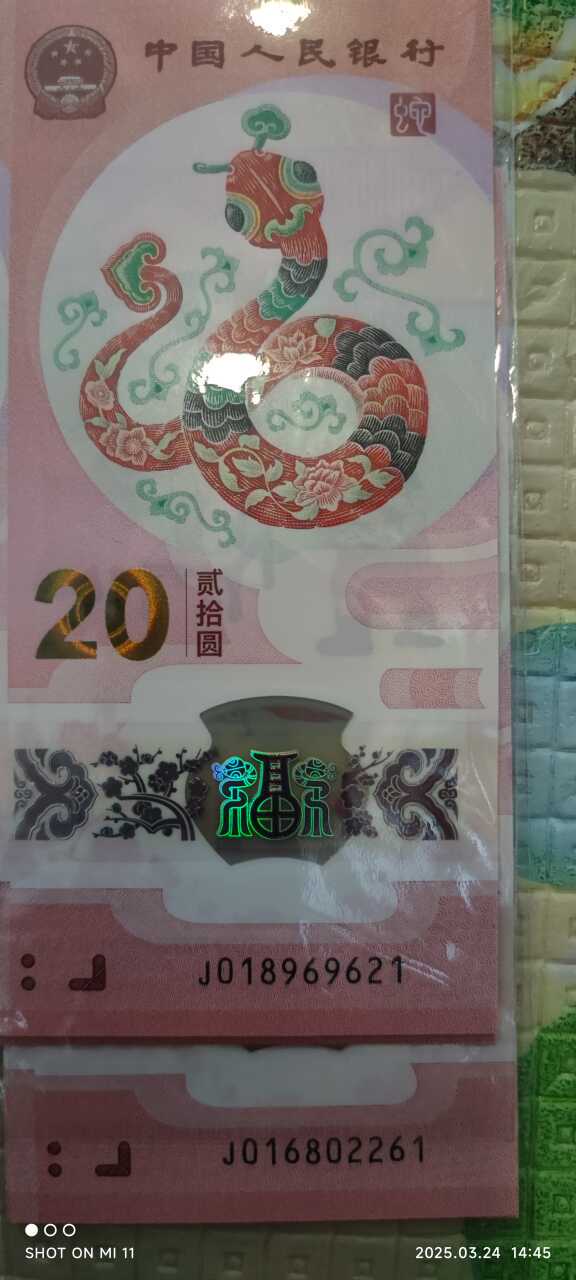 中国人民银行
蛇
20 贰拾圆
福
J018969621
J016802261
SHOT ON MI 11
2025.03.24 14:45